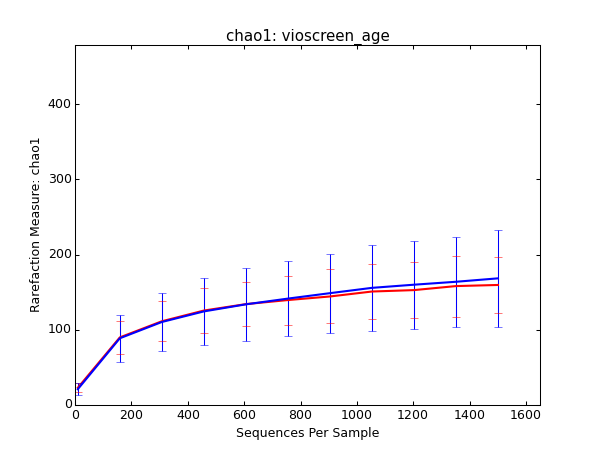 chao1: vioscreen_age
Rarefaction Measure: chao1
400
300
200
100
0
0 200 400 600 800 1000 1200 1400 1600
Sequences Per Sample